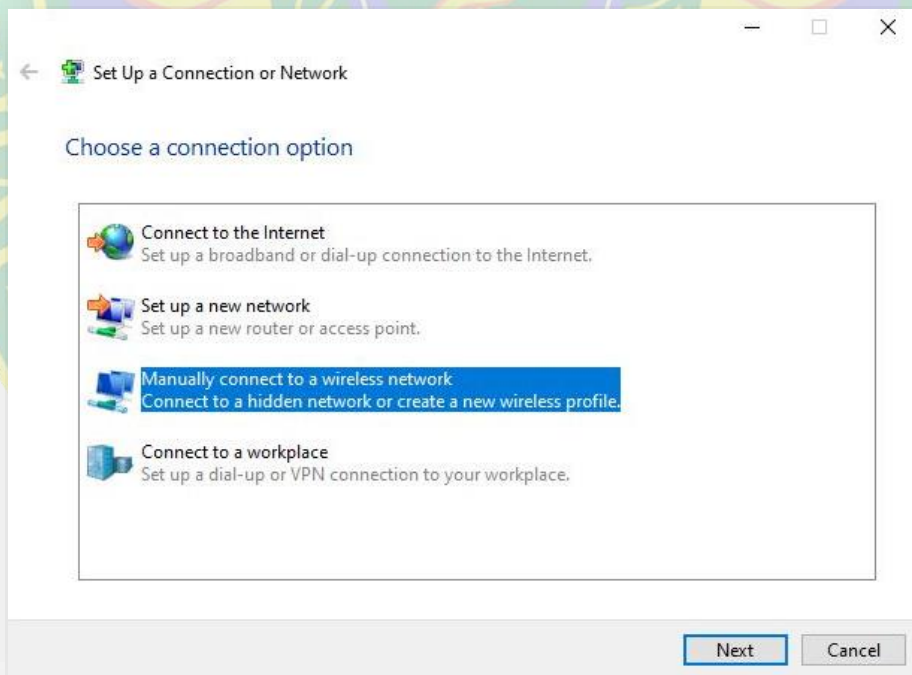 Set Up a Connection or Network
Choose a connection option
Connect to the Internet
Set up a broadband or dial-up connection to the Internet.
Set up a new network
Set up a new router or access point.
Manually connect to a wireless network
Connect to a hidden network or create a new wireless profile.
Connect to a workplace
Set up a dial-up or VPN connection to your workplace.
Next Cancel